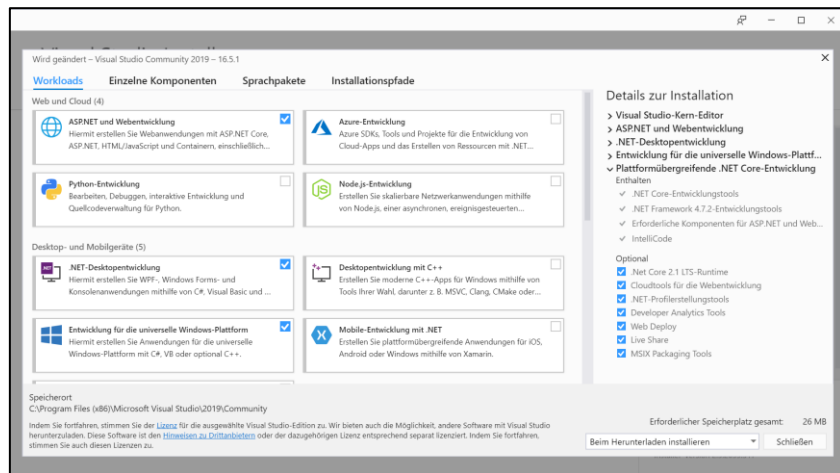 Wird geändert – Visual Studio Community 2019 – 16.5.1
Workloads
Einzelne Komponenten
Sprachpakete
Installationspfade
Web und Cloud (4)
ASP.NET und Webentwicklung
Hiermit erstellen Sie Webanwendungen mit ASP.NET Core,
ASP.NET, HTML/JavaScript und Containern, einschließlich...
Azure-Entwicklung
Azure SDKs, Tools und Projekte für die Entwicklung von
Cloud-Apps und das Erstellen von Ressourcen mit .NET...
Python-Entwicklung
Bearbeiten, Debuggen, interaktive Entwicklung und
Quellcodeverwaltung für Python.
Node.js-Entwicklung
Erstellen Sie skalierbare Netzwerkanwendungen mithilfe
von Node.js, einer asynchronen, ereignisgesteuerten...
Desktop- und Mobilgeräte (5)
.NET-Desktopentwicklung
Hiermit erstellen Sie WPF-, Windows Forms- und
Konsolenanwendungen mithilfe von C#, Visual Basic und ...
Desktopentwicklung mit C++
Erstellen Sie moderne C++-Apps für Windows mithilfe von
Tools Ihrer Wahl, darunter z. B. MSVC, Clang, CMake oder...
Entwicklung für die universelle Windows-Plattform
Hiermit erstellen Sie Anwendungen für die universelle
Windows-Plattform mit C#, VB oder optional C++.
Mobile-Entwicklung mit .NET
Erstellen Sie plattformübergreifende Anwendungen für iOS,
Android oder Windows mithilfe von Xamarin.
Details zur Installation
Visual Studio-Kern-Editor
ASP.NET und Webentwicklung
.NET-Desktopentwicklung
Entwicklung für die universelle Windows-Plattf...
Plattformübergreifende .NET Core-Entwicklung
Enthalten
.NET Core-Entwicklungstools
.NET Framework 4.7.2-Entwicklungstools
Erforderliche Komponenten für ASP.NET und Web...
IntelliCode
Optional
.Net Core 2.1 LTS-Runtime
Cloudtools für die Webentwicklung
.NET-Profilerstellungstools
Developer Analytics Tools
Web Deploy
Live Share
MSIX Packaging Tools
Speicherort
C:\Program Files (x86)\Microsoft Visual Studio\2019\Community
Indem Sie fortfahren, stimmen Sie der Lizenz für die ausgewählte Visual Studio-Edition zu. Wir bieten auch die Möglichkeit, andere Software mit Visual Studio
herunterzuladen. Diese Software ist den Hinweisen zu Drittanbietern oder der dazugehörigen Lizenz entsprechend separat lizenziert. Indem Sie fortfahren,
stimmen Sie auch diesen Lizenzen zu.
Erforderlicher Speicherplatz gesamt: 26 MB
Beim Herunterladen installieren
Schließen